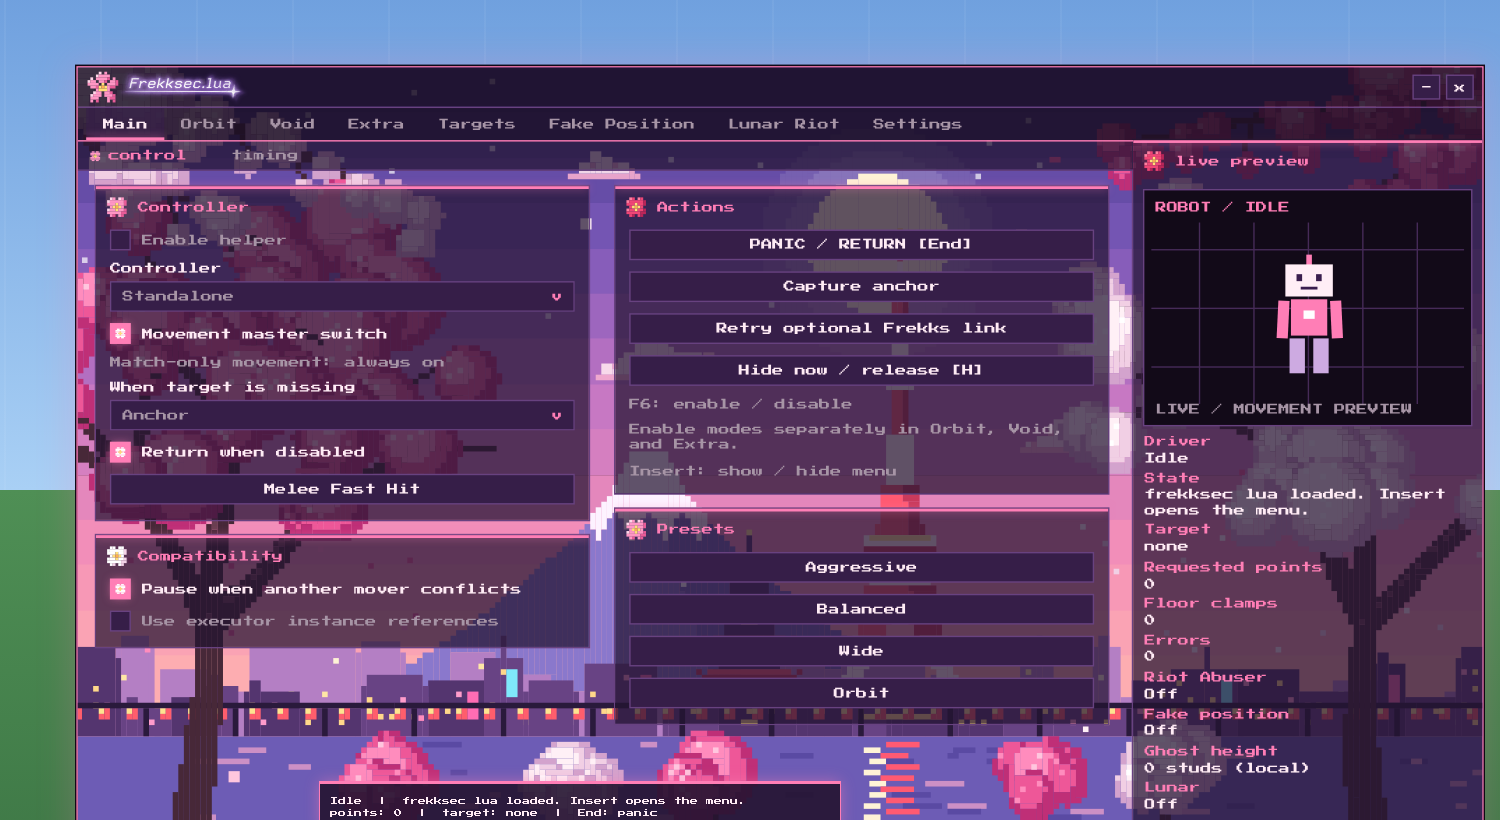 Frekksec.lua
Main Orbit Void Extra Targets Fake Position Lunar Riot Settings
control timing
Controller
Enable helper
Controller
Standalone
Movement master switch
Match-only movement: always on
When target is missing
Anchor
Return when disabled
Melee Fast Hit
Compatibility
Pause when another mover conflicts
Use executor instance references
Actions
PANIC / RETURN [End]
Capture anchor
Retry optional Frekks link
Hide now / release [H]
F6: enable / disable
Enable modes separately in Orbit, Void,
and Extra.
Insert: show / hide menu
Presets
Aggressive
Balanced
Wide
Orbit
live preview
ROBOT / IDLE
LIVE / MOVEMENT PREVIEW
Driver
Idle
State
frekksec lua loaded. Insert
opens the menu.
Target
none
Requested points
0
Floor clamps
0
Errors
0
Riot Abuser
Off
Fake position
Off
Ghost height
0 studs (local)
Lunar
Off
Idle | frekksec lua loaded. Insert opens the menu.
points: 0 | target: none | End: panic